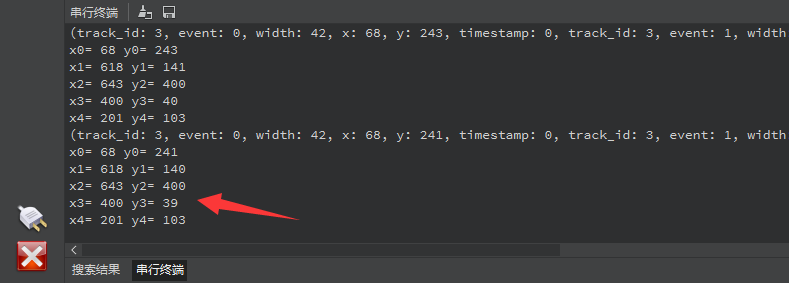 串行终端
(track_id: 3, event: 0, width: 42, x: 68, y: 243, timestamp: 0, track_id: 3, event: 1, width
x0= 68 y0= 243
x1= 618 y1= 141
x2= 643 y2= 400
x3= 400 y3= 40
x4= 201 y4= 103
(track_id: 3, event: 0, width: 42, x: 68, y: 241, timestamp: 0, track_id: 3, event: 1, width
x0= 68 y0= 241
x1= 618 y1= 140
x2= 643 y2= 400
x3= 400 y3= 39
x4= 201 y4= 103
搜索结果 串行终端